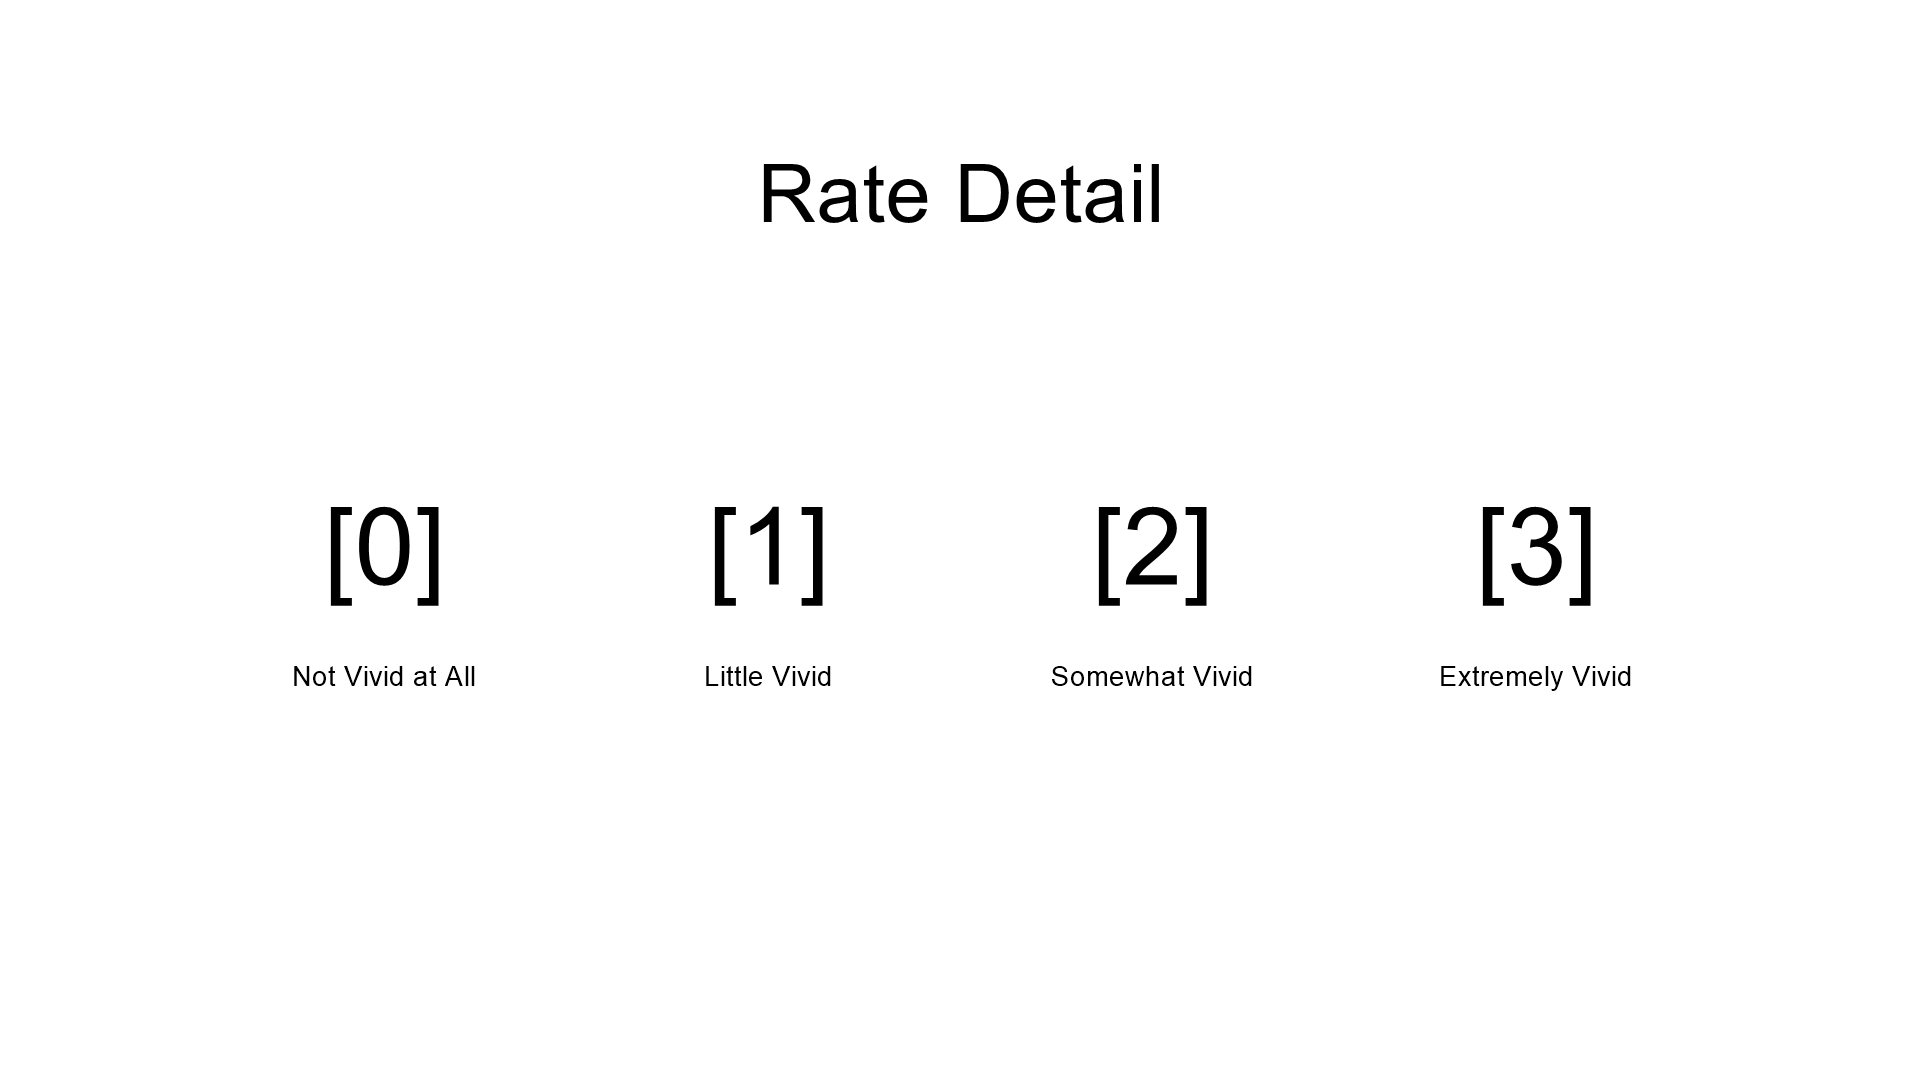 Rate Detail
[0] [1] [2] [3]
Not Vivid at All Little Vivid Somewhat Vivid Extremely Vivid